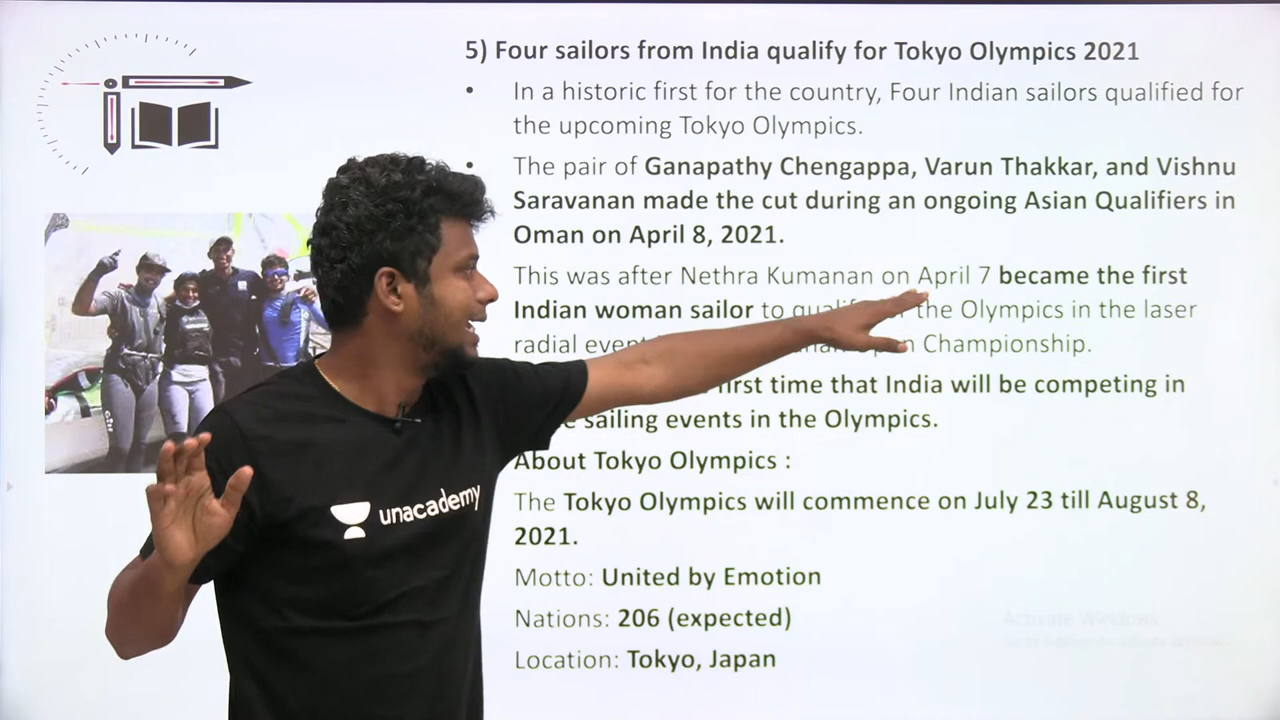 5) Four sailors from India qualify for Tokyo Olympics 2021
• In a historic first for the country, Four Indian sailors qualified for
the upcoming Tokyo Olympics.
• The pair of Ganapathy Chengappa, Varun Thakkar, and Vishnu
Saravanan made the cut during an ongoing Asian Qualifiers in
Oman on April 8, 2021.
This was after Nethra Kumanan on April 7 became the first
Indian woman sailor to the Olympics in the laser
radial Championship.
time that India will be competing in
sailing events in the Olympics.
About Tokyo Olympics :
The Tokyo Olympics will commence on July 23 till August 8,
2021.
Motto: United by Emotion
Nations: 206 (expected)
Location: Tokyo, Japan
unacademy
Activate Windows